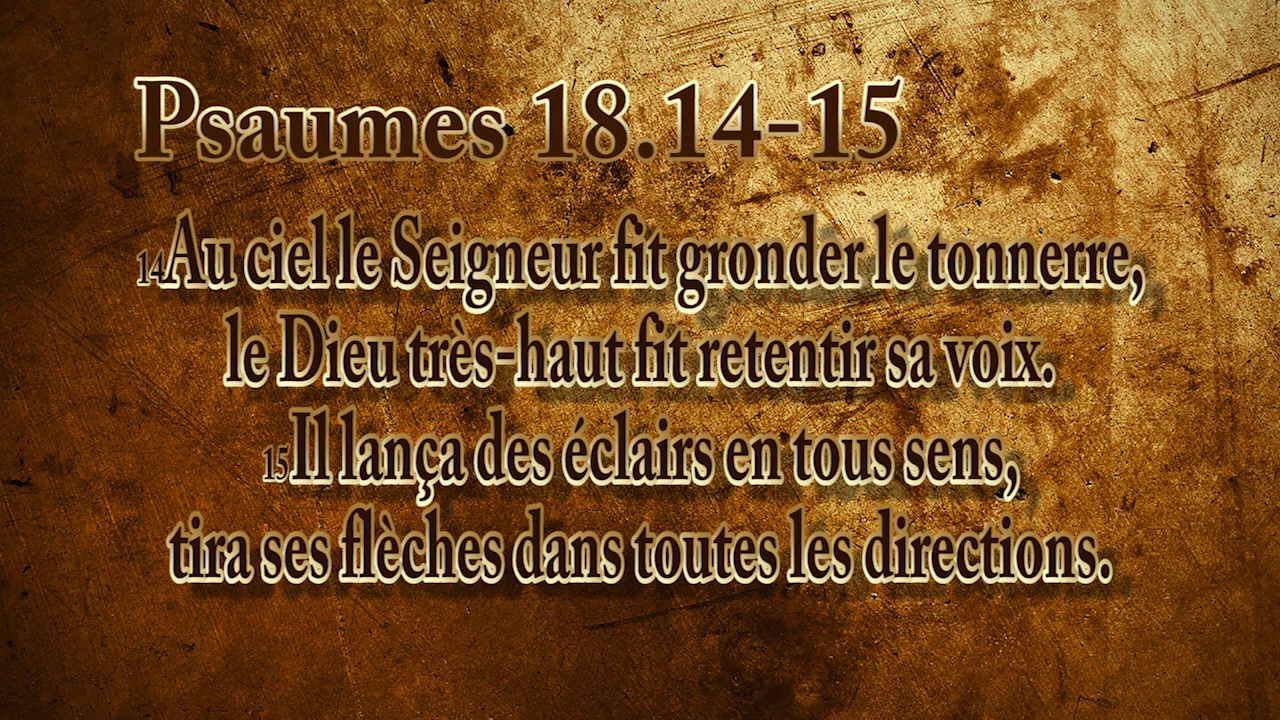 Psaumes 18.14-15
14Au ciel le Seigneur fit gronder le tonnerre,
le Dieu très-haut fit retentir sa voix.
15Il lança des éclairs en tous sens,
tira ses flèches dans toutes les directions.